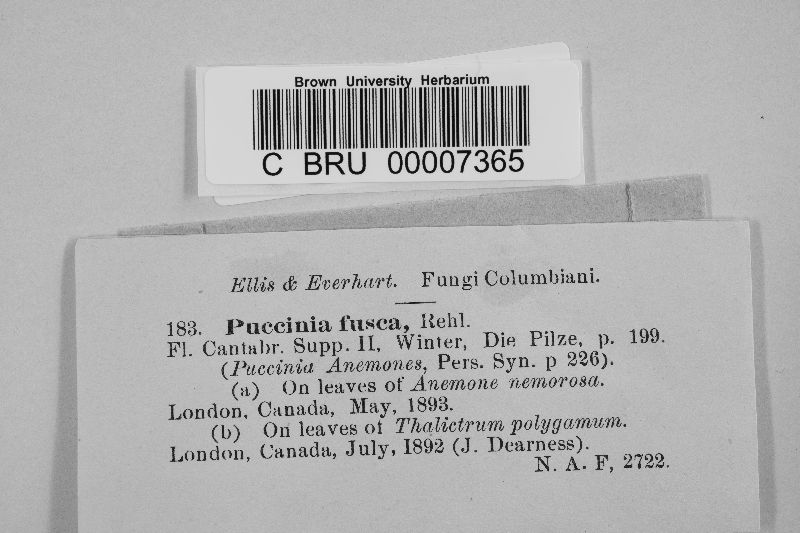 Brown University Herbarium
C BRU 00007365
Ellis & Everhart. Fungi Columbiani.
183. Puccinia fusca, Rehl.
Fl. Cantabr. Supp. II, Winter, Die Pilze, p. 199.
(Puccinia Anemones, Pers. Syn. p 226).
(a) On leaves of Anemone nemorosa.
London, Canada, May, 1893.
(b) On leaves of Thalictrum polygamum.
London, Canada, July, 1892 (J. Dearness).
N. A. F, 2722.